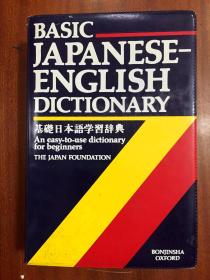 BASIC
JAPANESE-
ENGLISH
DICTIONARY
基礎日本語学習辞典
An easy-to-use dictionary
for beginners
THE JAPAN FOUNDATION
BONJINSHA
OXFORD